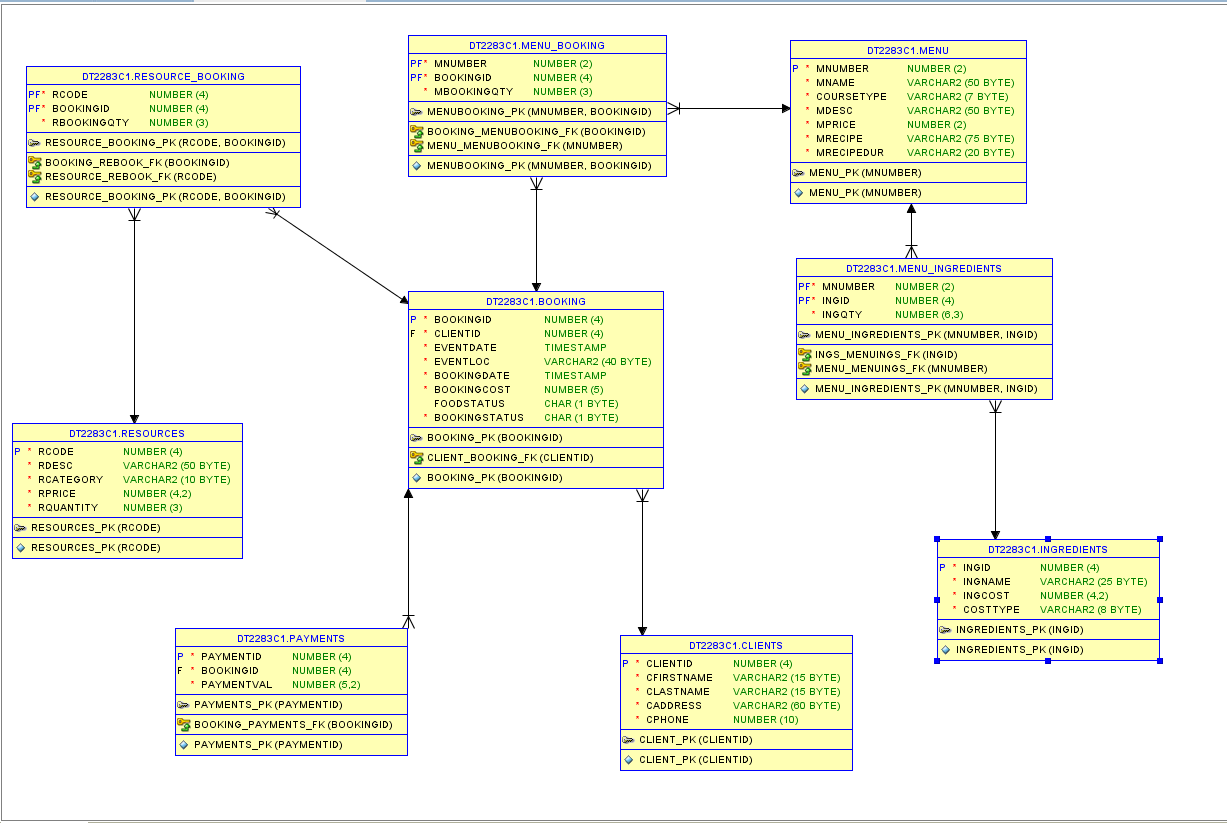 DT2283C1.RESOURCE_BOOKING
PF* RCODE NUMBER (4)
PF* BOOKINGID NUMBER (4)
* RBOOKINGQTY NUMBER (3)
RESOURCE_BOOKING_PK (RCODE, BOOKINGID)
BOOKING_REBOOK_FK (BOOKINGID)
RESOURCE_REBOOK_FK (RCODE)
RESOURCE_BOOKING_PK (RCODE, BOOKINGID)
DT2283C1.MENU_BOOKING
PF* MNUMBER NUMBER (2)
PF* BOOKINGID NUMBER (4)
* MBOOKINGQTY NUMBER (3)
MENUBOOKING_PK (MNUMBER, BOOKINGID)
BOOKING_MENUBOOKING_FK (BOOKINGID)
MENU_MENUBOOKING_FK (MNUMBER)
MENUBOOKING_PK (MNUMBER, BOOKINGID)
DT2283C1.MENU
P * MNUMBER NUMBER (2)
* MNAME VARCHAR2 (50 BYTE)
* COURSETYPE VARCHAR2 (7 BYTE)
* MDESC VARCHAR2 (50 BYTE)
* MPRICE NUMBER (2)
* MRECIPE VARCHAR2 (75 BYTE)
* MRECIPEDUR VARCHAR2 (20 BYTE)
MENU_PK (MNUMBER)
MENU_PK (MNUMBER)
DT2283C1.MENU_INGREDIENTS
PF* MNUMBER NUMBER (2)
PF* INGID NUMBER (4)
* INGQTY NUMBER (6,3)
MENU_INGREDIENTS_PK (MNUMBER, INGID)
INGS_MENUINGS_FK (INGID)
MENU_MENUINGS_FK (MNUMBER)
MENU_INGREDIENTS_PK (MNUMBER, INGID)
DT2283C1.BOOKING
P * BOOKINGID NUMBER (4)
F * CLIENTID NUMBER (4)
* EVENTDATE TIMESTAMP
* EVENTLOC VARCHAR2 (40 BYTE)
* BOOKINGDATE TIMESTAMP
* BOOKINGCOST NUMBER (5)
FOODSTATUS CHAR (1 BYTE)
* BOOKINGSTATUS CHAR (1 BYTE)
BOOKING_PK (BOOKINGID)
CLIENT_BOOKING_FK (CLIENTID)
BOOKING_PK (BOOKINGID)
DT2283C1.RESOURCES
P * RCODE NUMBER (4)
* RDESC VARCHAR2 (50 BYTE)
* RCATEGORY VARCHAR2 (10 BYTE)
* RPRICE NUMBER (4,2)
* RQUANTITY NUMBER (3)
RESOURCES_PK (RCODE)
RESOURCES_PK (RCODE)
DT2283C1.INGREDIENTS
P * INGID NUMBER (4)
* INGNAME VARCHAR2 (25 BYTE)
* INGCOST NUMBER (4,2)
* COSTTYPE VARCHAR2 (8 BYTE)
INGREDIENTS_PK (INGID)
INGREDIENTS_PK (INGID)
DT2283C1.PAYMENTS
P * PAYMENTID NUMBER (4)
F * BOOKINGID NUMBER (4)
* PAYMENTVAL NUMBER (5,2)
PAYMENTS_PK (PAYMENTID)
BOOKING_PAYMENTS_FK (BOOKINGID)
PAYMENTS_PK (PAYMENTID)
DT2283C1.CLIENTS
P * CLIENTID NUMBER (4)
* CFIRSTNAME VARCHAR2 (15 BYTE)
* CLASTNAME VARCHAR2 (15 BYTE)
* CADDRESS VARCHAR2 (60 BYTE)
* CPHONE NUMBER (10)
CLIENT_PK (CLIENTID)
CLIENT_PK (CLIENTID)